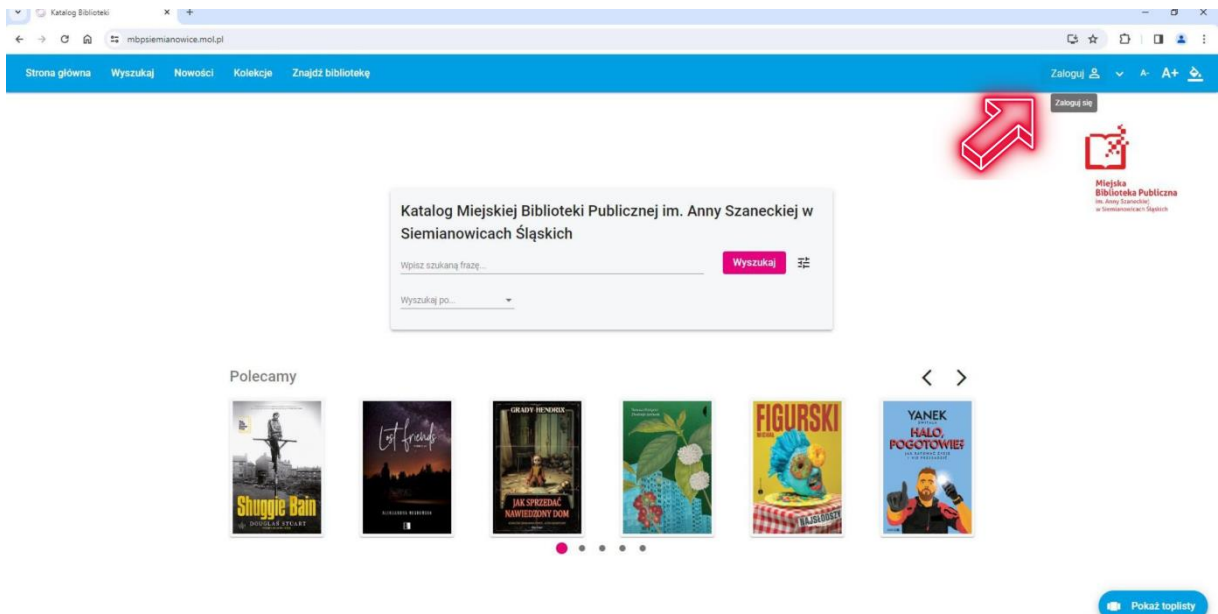 Katalog Biblioteki
mbpsiemianowice.mol.pl
Strona główna Wyszukaj Nowości Kolekcje Znajdź bibliotekę Zaloguj A- A+
Zaloguj się
Miejska
Biblioteka Publiczna
im. Anny Szaneckiej
w Siemianowicach Śląskich
Katalog Miejskiej Biblioteki Publicznej im. Anny Szaneckiej w
Siemianowicach Śląskich
Wpisz szukaną frazę... Wyszukaj
Wyszukaj po...
Polecamy
Shuggie Bain
DOUGLAS STUART
Lost friends
GRADY HENDRIX
JAK SPRZEDAĆ
NAWIEDZONY DOM
FIGURSKI
MICHAŁ
NAJSŁODSZY
YANEK
HALO,
POGOTOWIE?
Pokaż toplisty